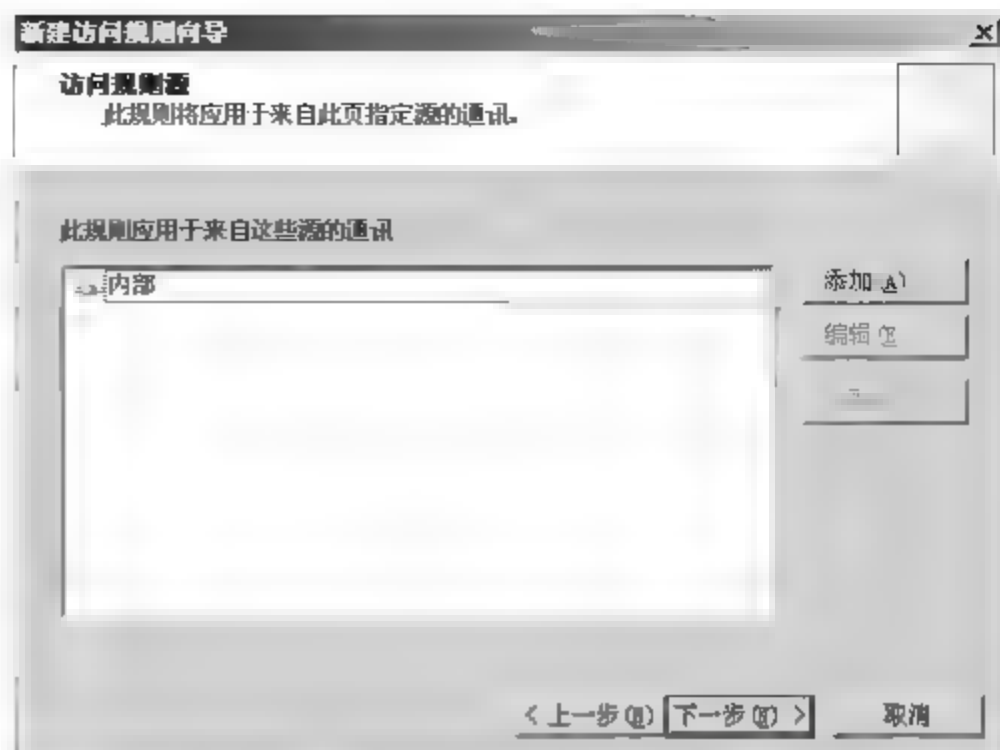 新建访问规则向导
访问规则源
此规则将应用于来自此页指定源的通讯。
此规则应用于来自这些源的通讯
内部
添加(A)
编辑(E
< 上一步(B)
下一步(N) >
取消